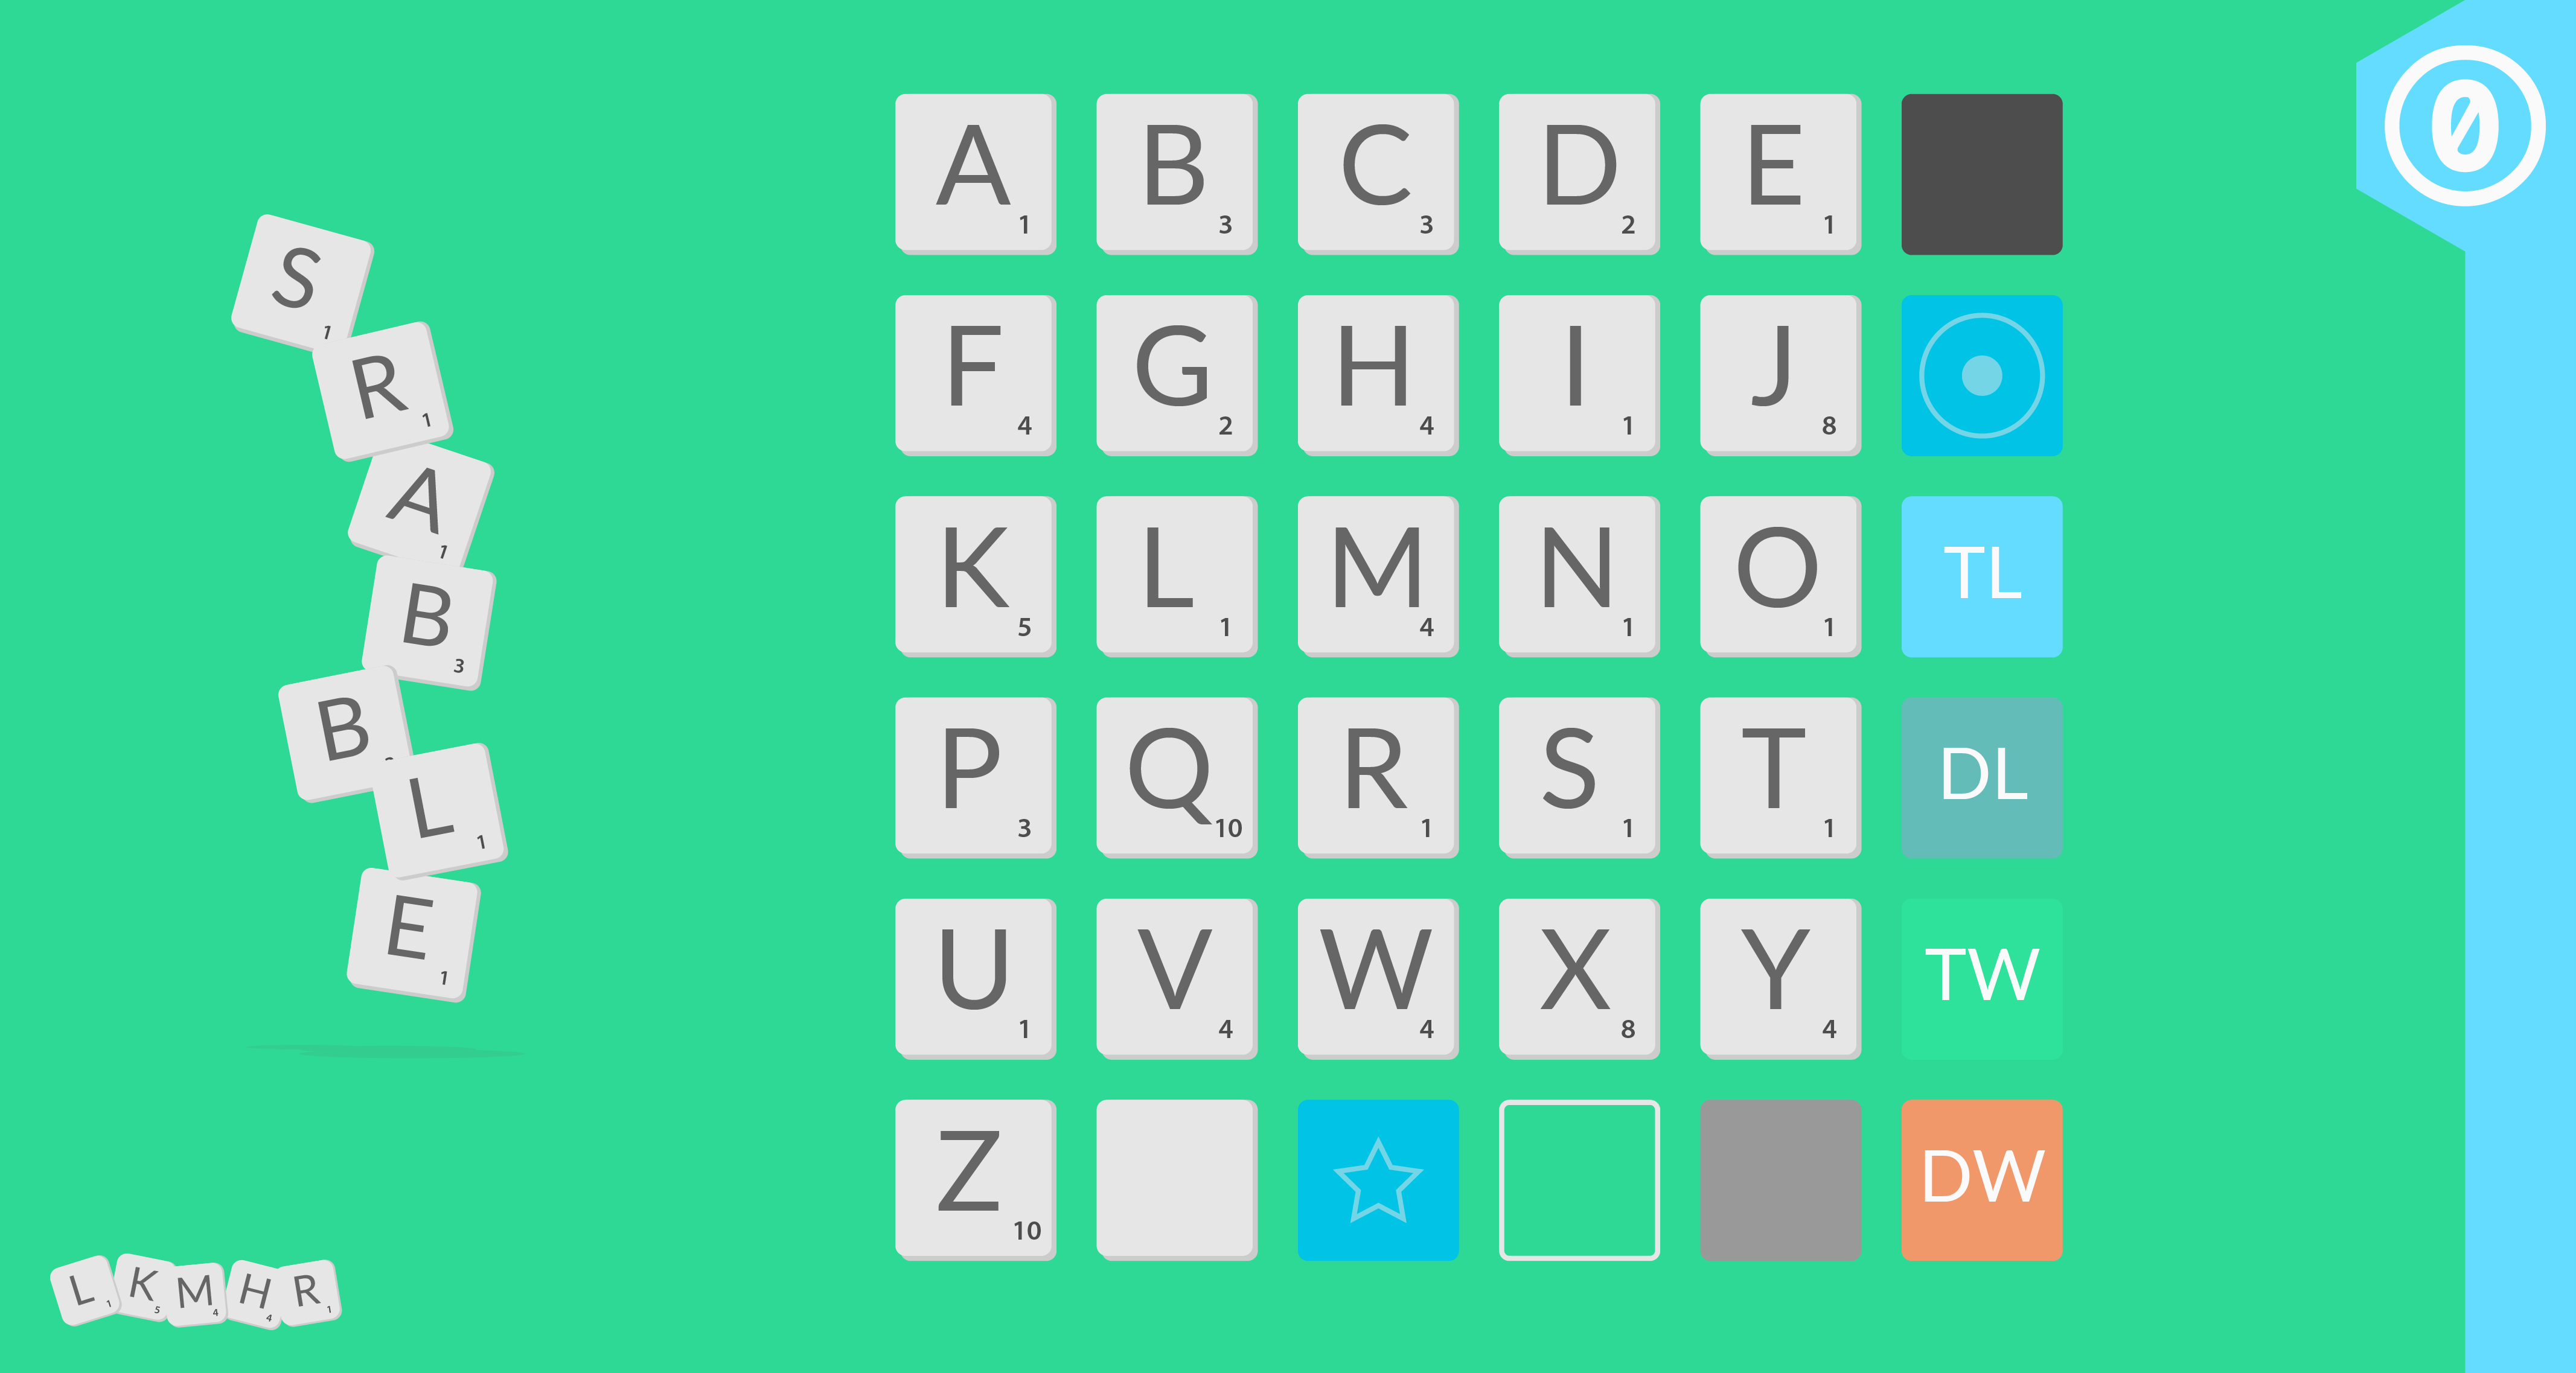 S 1
R 1
A 1
B 3
B
L 1
E 1
L 1 K 5 M 4 H 4 R 1
A 1 B 3 C 3 D 2 E 1
F 4 G 2 H 4 I 1 J 8
K 5 L 1 M 4 N 1 O 1 TL
P 3 Q 10 R 1 S 1 T 1 DL
U 1 V 4 W 4 X 8 Y 4 TW
Z 10 DW
0